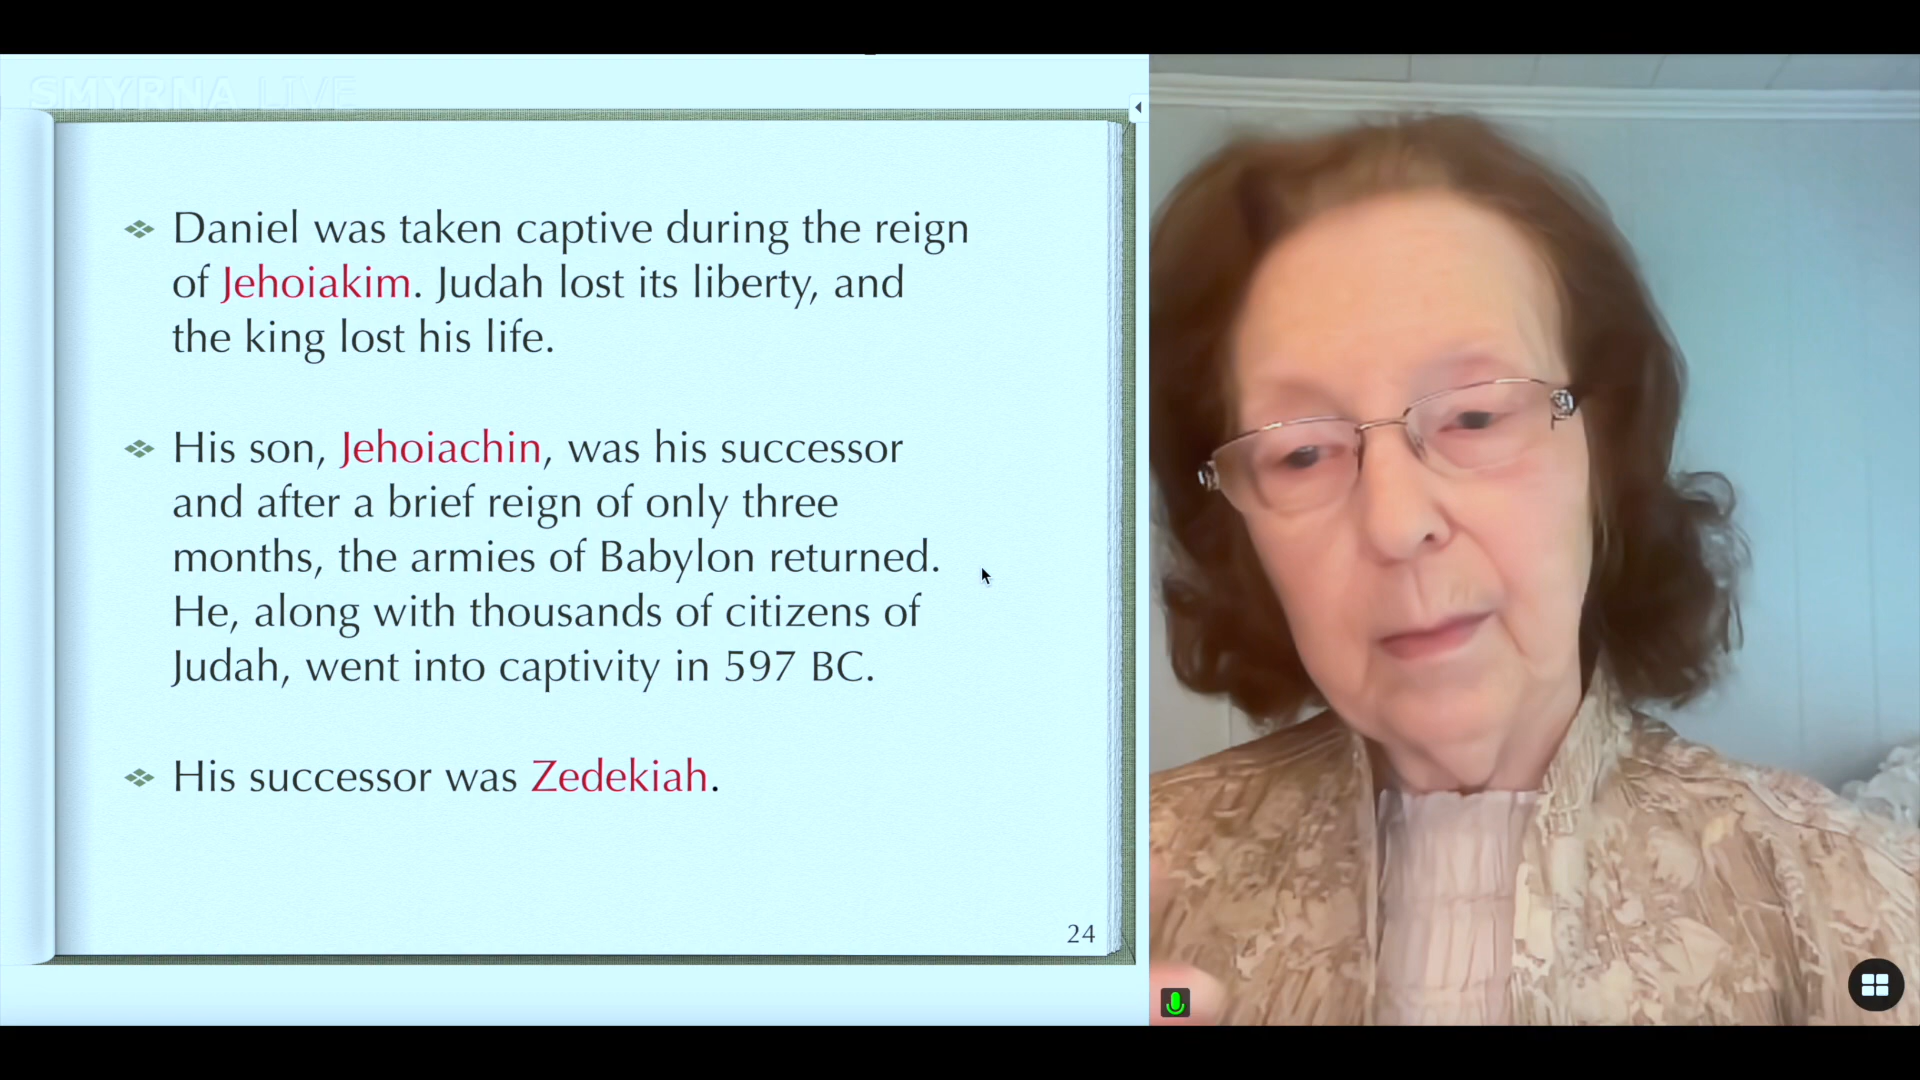 SMYRNA LIVE
Daniel was taken captive during the reign
of Jehoiakim. Judah lost its liberty, and
the king lost his life.
His son, Jehoiachin, was his successor
and after a brief reign of only three
months, the armies of Babylon returned.
He, along with thousands of citizens of
Judah, went into captivity in 597 BC.
His successor was Zedekiah.
24